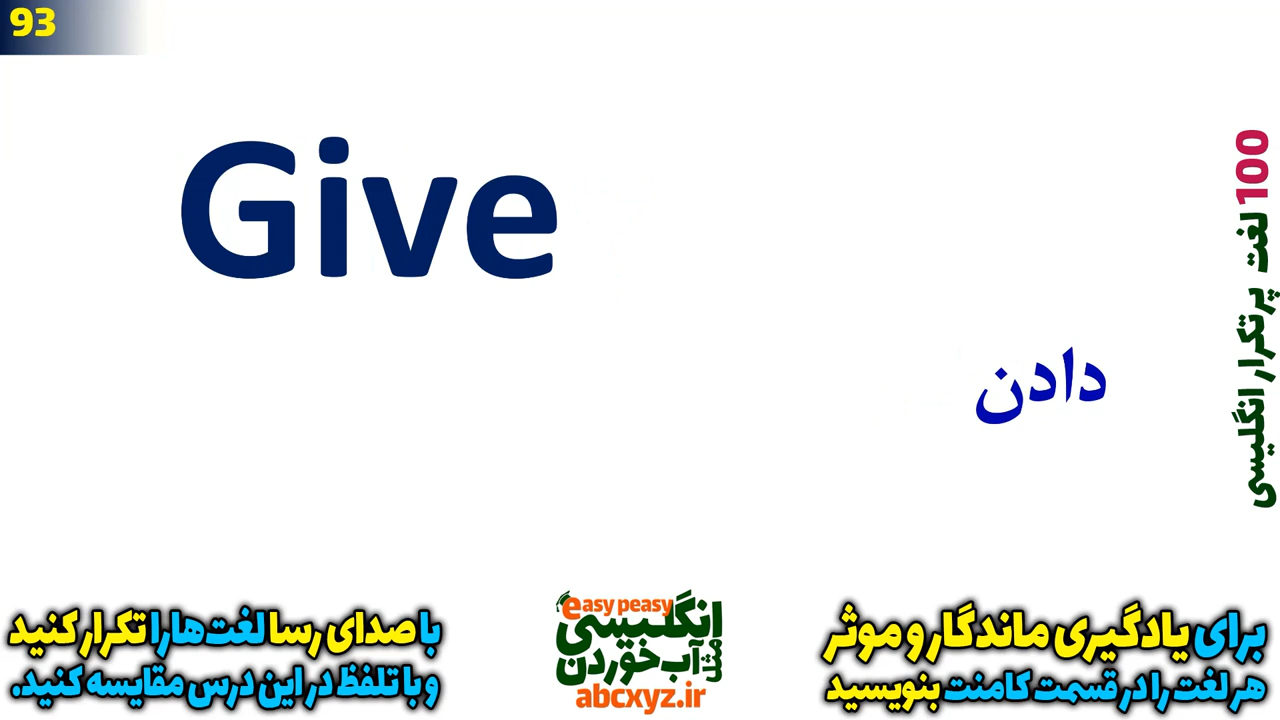 93
Give
دادن
100 لغت پرتکرار انگلیسی
برای یادگیری ماندگار و موثر
هر لغت را در قسمت کامنت بنویسید
easy peasy
انگلیسی
مثل آب خوردن
abcxyz.ir
با صدای رسا لغت‌ها را تکرار کنید
و با تلفظ در این درس مقایسه کنید.